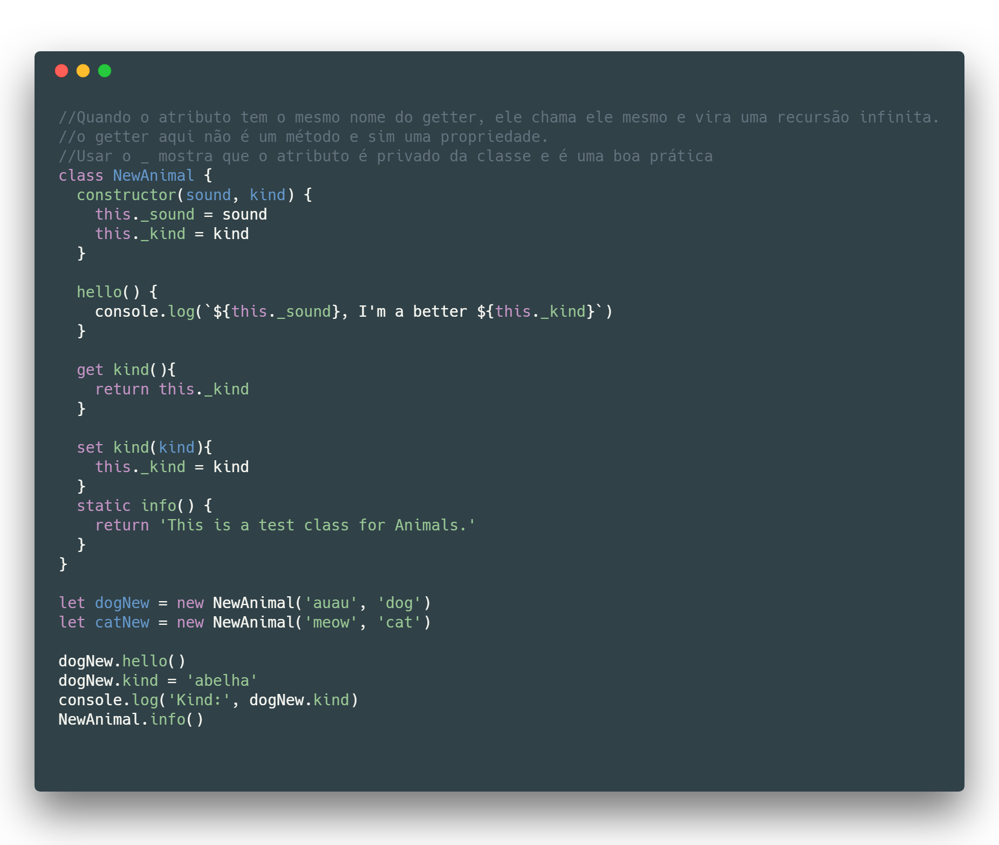 //Quando o atributo tem o mesmo nome do getter, ele chama ele mesmo e vira uma recursão infinita.
//o getter aqui não é um método e sim uma propriedade.
//Usar o _ mostra que o atributo é privado da classe e é uma boa prática
class NewAnimal {
  constructor(sound, kind) {
    this._sound = sound
    this._kind = kind
  }

  hello() {
    console.log(`${this._sound}, I'm a better ${this._kind}`)
  }

  get kind(){
    return this._kind
  }

  set kind(kind){
    this._kind = kind
  }
  static info() {
    return 'This is a test class for Animals.'
  }
}

let dogNew = new NewAnimal('auau', 'dog')
let catNew = new NewAnimal('meow', 'cat')

dogNew.hello()
dogNew.kind = 'abelha'
console.log('Kind:', dogNew.kind)
NewAnimal.info()